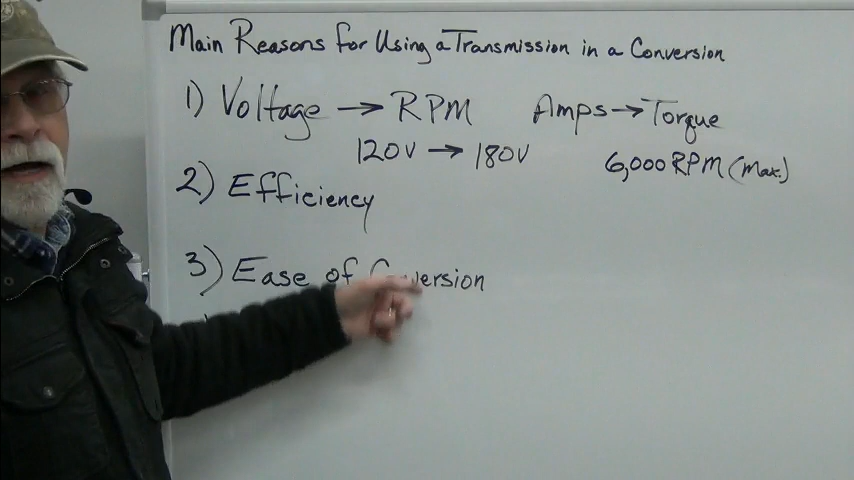 Main Reasons for Using a Transmission in a Conversion
1) Voltage → RPM Amps → Torque
120V → 180V 6,000 RPM (Max.)
2) Efficiency
3) Ease of Conversion